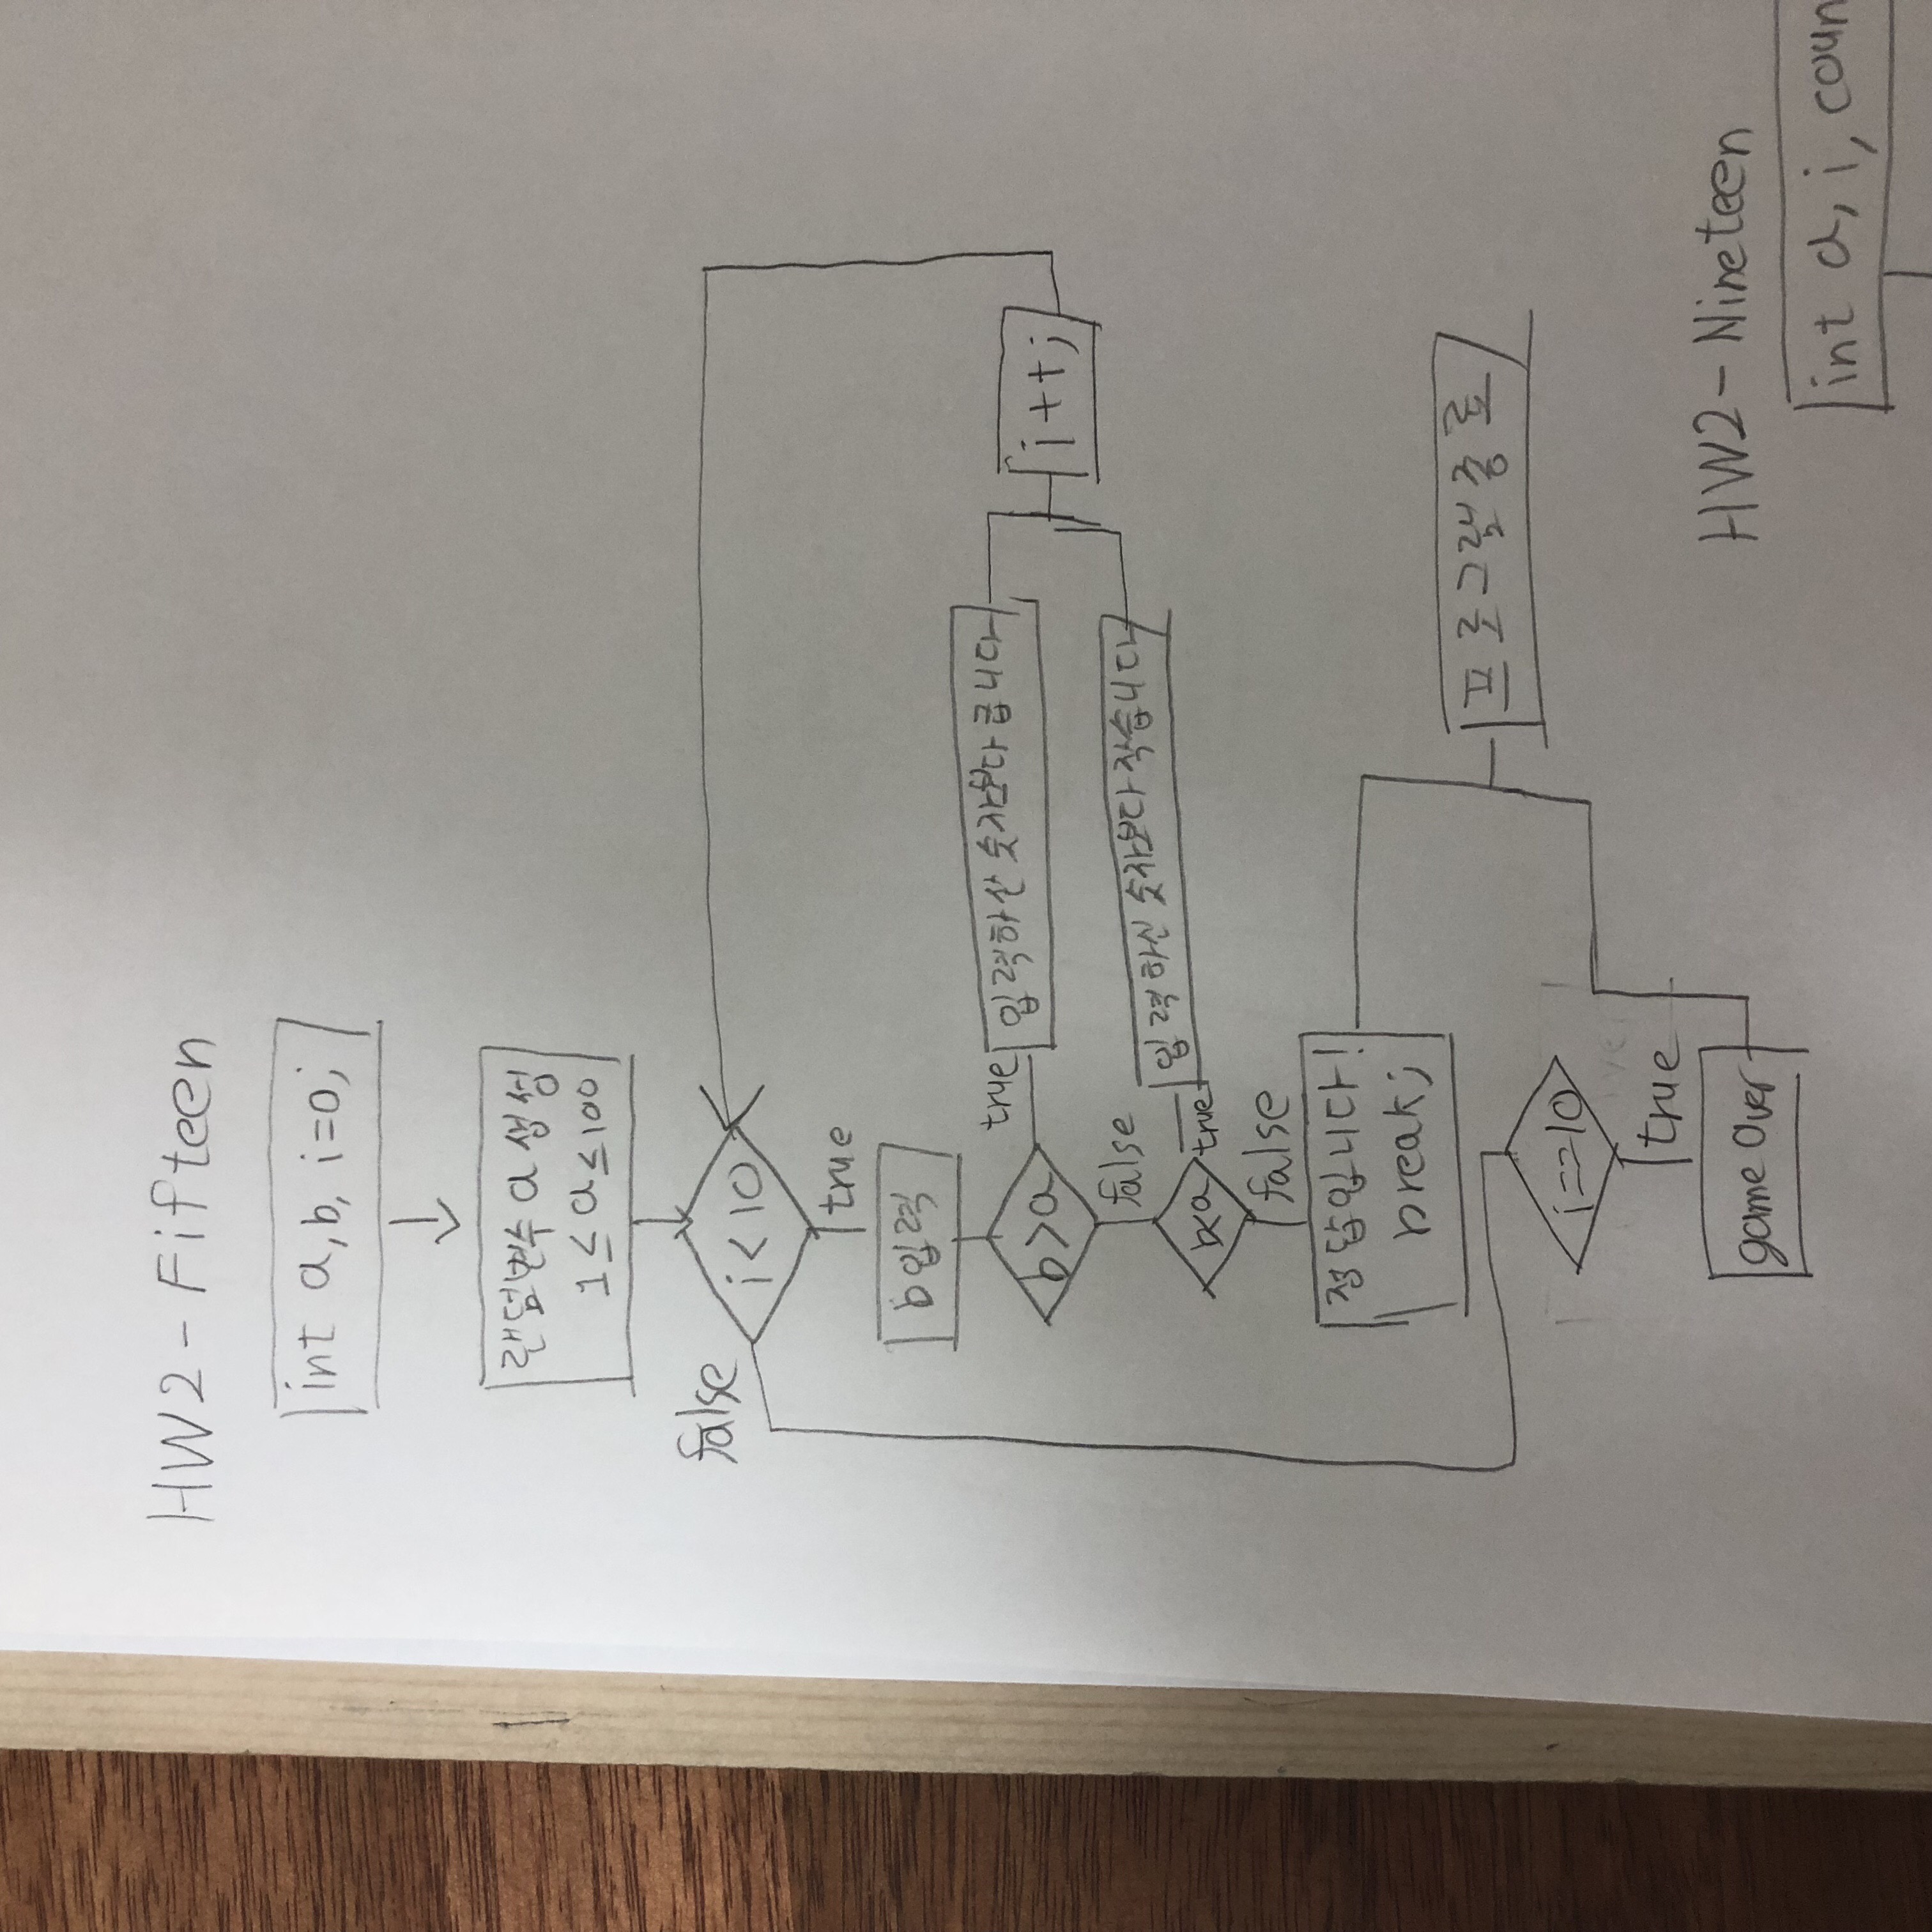 HW2-Fifteen
int a, b, i=0;
랜덤변수 a 생성
1 ≤ a ≤ 100
false
i < 10
true
b 입력
b > a
true
입력하신 숫자보다 큽니다
i++;
false
b<a
true
입력하신 숫자보다 작습니다
false
정답입니다!
break;
프로그램 종료
i==10
true
game Over
HW2-Nineteen
int a, i, coun